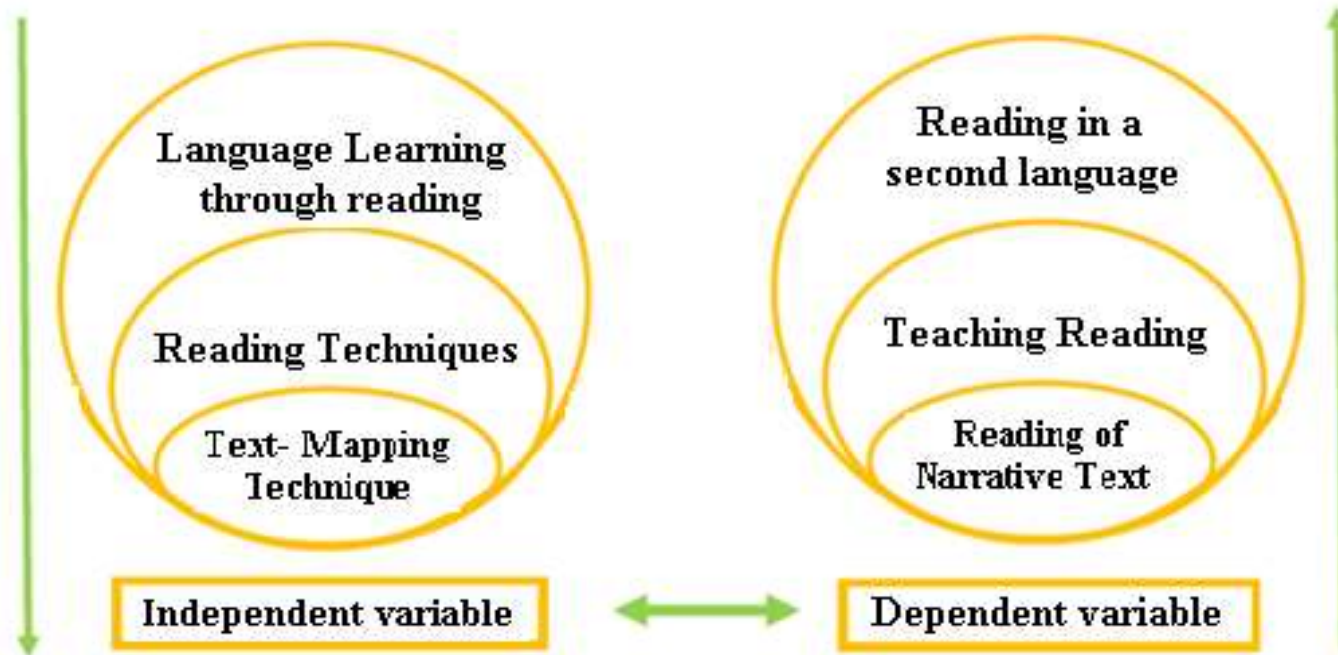 Language Learning
through reading
Reading Techniques
Text- Mapping
Technique
Independent variable
Reading in a
second language
Teaching Reading
Reading of
Narrative Text
Dependent variable